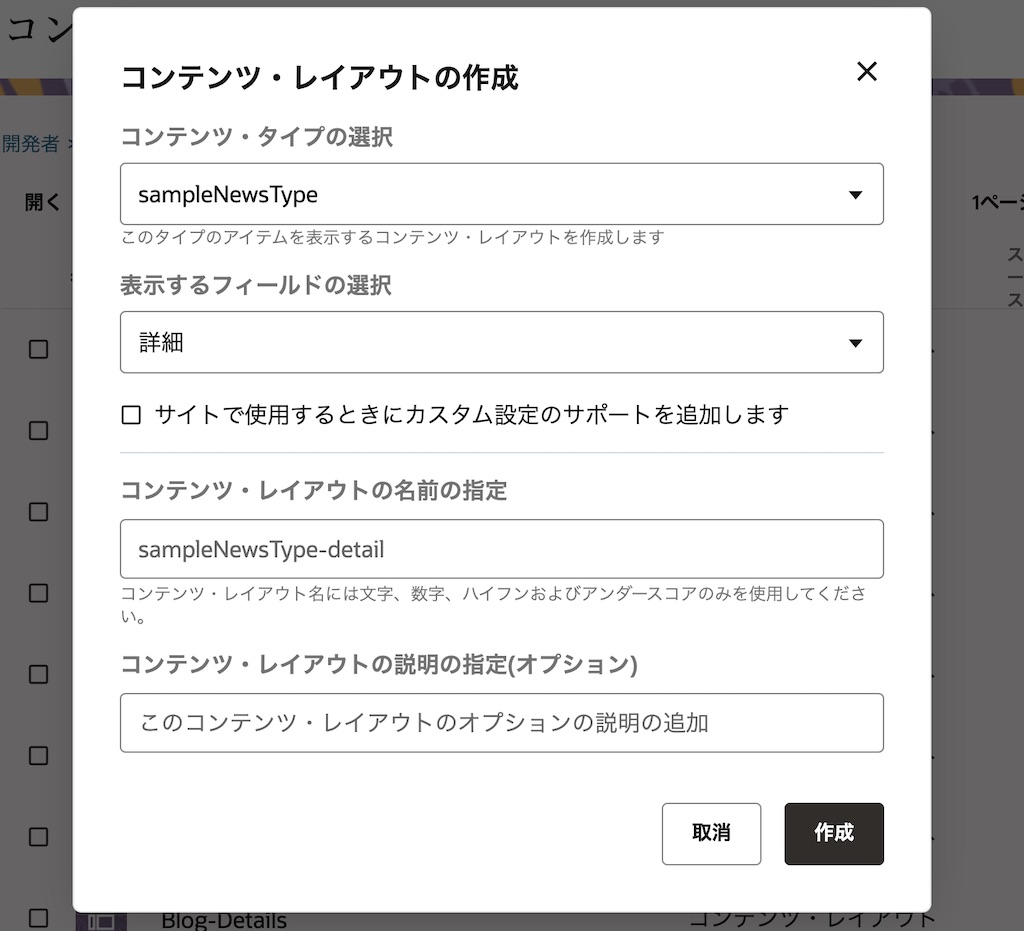 コン
コンテンツ・レイアウトの作成
コンテンツ・タイプの選択
開発者 >
sampleNewsType
開く
このタイプのアイテムを表示するコンテンツ・レイアウトを作成します
表示するフィールドの選択
詳細
サイトで使用するときにカスタム設定のサポートを追加します
コンテンツ・レイアウトの名前の指定
sampleNewsType-detail
コンテンツ・レイアウト名には文字、数字、ハイフンおよびアンダースコアのみを使用してくださ
い。
コンテンツ・レイアウトの説明の指定(オプション)
このコンテンツ・レイアウトのオプションの説明の追加
取消
作成
Blog-Details
コンテンツ・レイアウト